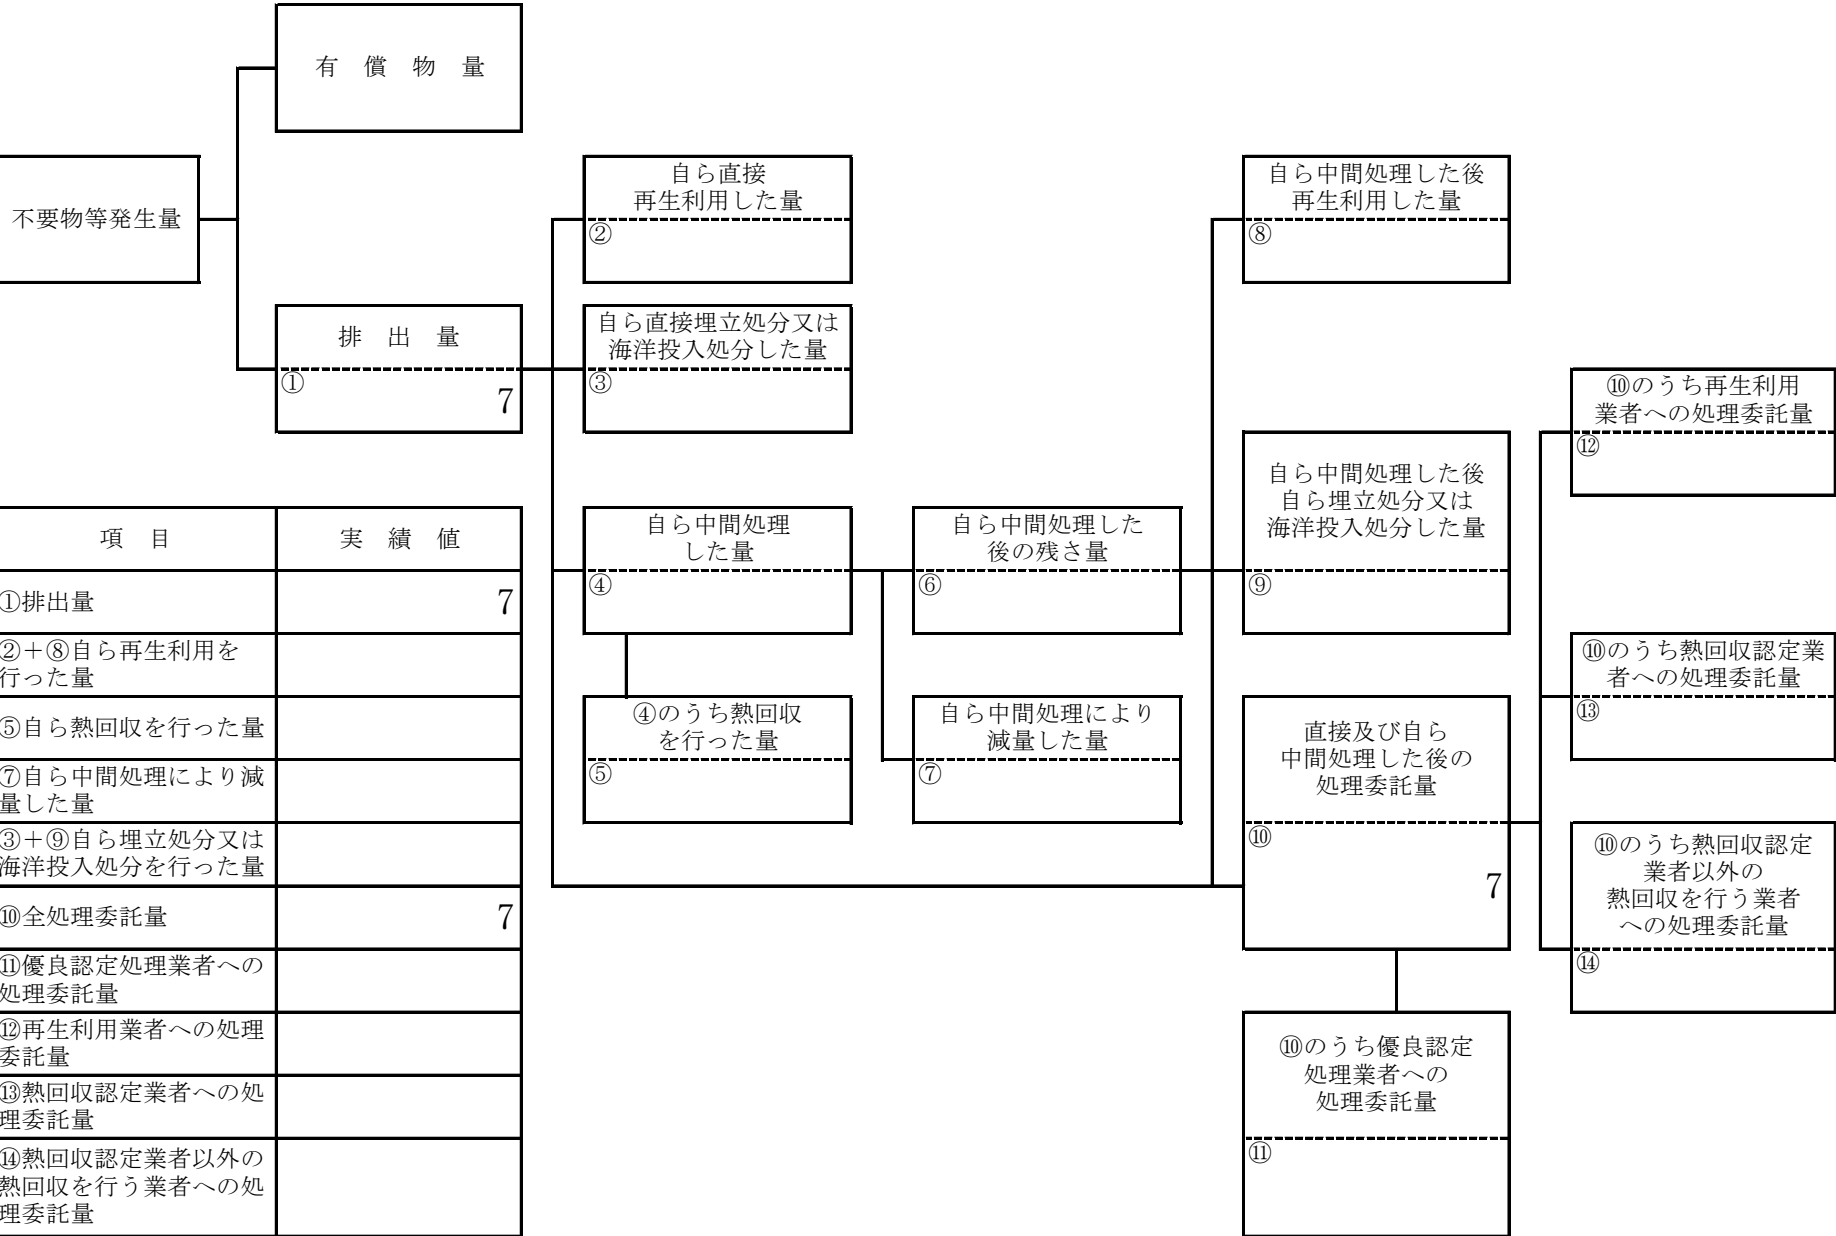 有 償 物 量
不要物等発生量
排 出 量
①
7
自ら直接
再生利用した量
②
自ら直接埋立処分又は
海洋投入処分した量
③
自ら中間処理
した量
④
④のうち熱回収
を行った量
⑤
自ら中間処理した
後の残さ量
⑥
自ら中間処理により
減量した量
⑦
自ら中間処理した後
再生利用した量
⑧
自ら中間処理した後
自ら埋立処分又は
海洋投入処分した量
⑨
直接及び自ら
中間処理した後の
処理委託量
⑩
7
⑩のうち優良認定
処理業者への
処理委託量
⑪
⑩のうち再生利用
業者への処理委託量
⑫
⑩のうち熱回収認定業
者への処理委託量
⑬
⑩のうち熱回収認定
業者以外の
熱回収を行う業者
への処理委託量
⑭
項 目
実 績 値
①排出量
7
②+⑧自ら再生利用を
行った量
⑤自ら熱回収を行った量
⑦自ら中間処理により減
量した量
③+⑨自ら埋立処分又は
海洋投入処分を行った量
⑩全処理委託量
7
⑪優良認定処理業者への
処理委託量
⑫再生利用業者への処理
委託量
⑬熱回収認定業者への処
理委託量
⑭熱回収認定業者以外の
熱回収を行う業者への処
理委託量